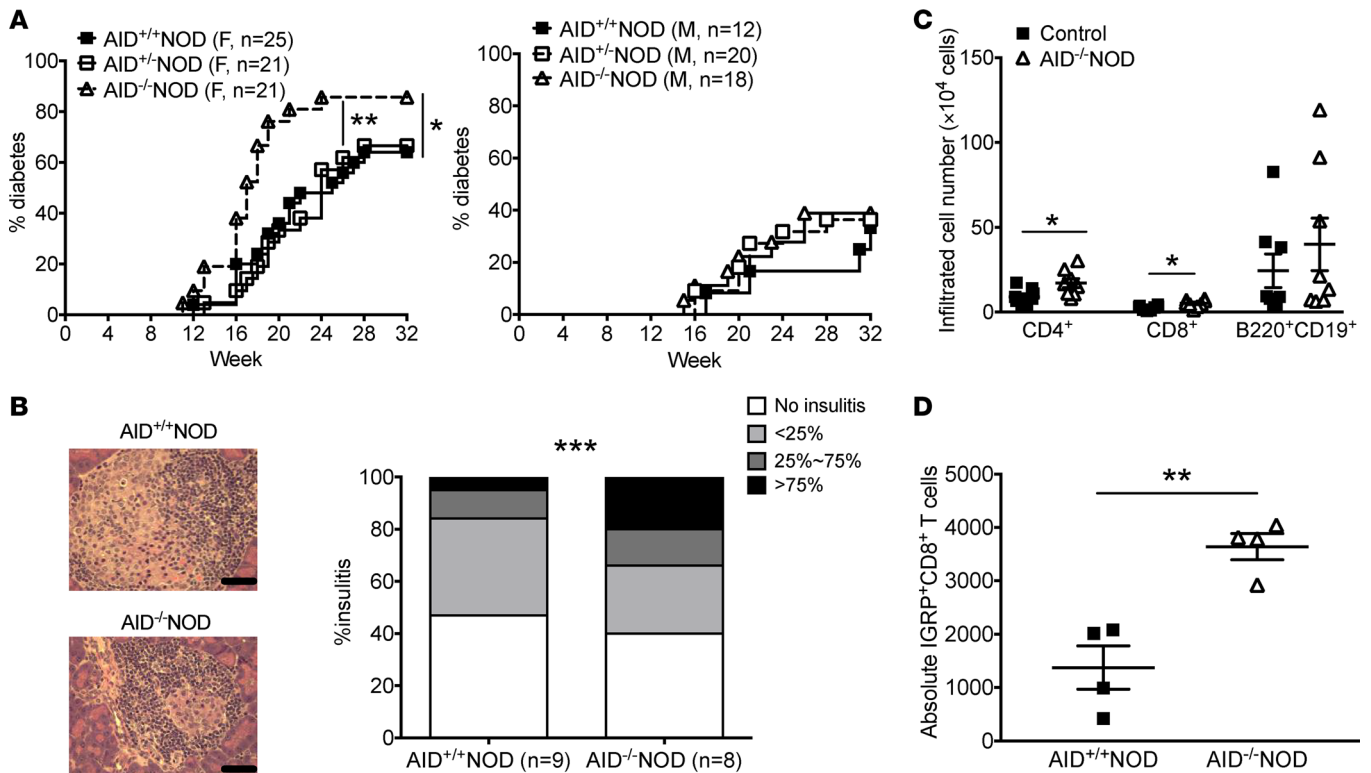 A
AID+/+NOD (F, n=25)
AID+/-NOD (F, n=21)
AID-/-NOD (F, n=21)
% diabetes
100
80
60
40
20
0
**
*
0 4 8 12 16 20 24 28 32
Week
AID+/+NOD (M, n=12)
AID+/-NOD (M, n=20)
AID-/-NOD (M, n=18)
% diabetes
100
80
60
40
20
0
0 4 8 12 16 20 24 28 32
Week
C
Control
AID-/-NOD
Infiltrated cell number (×10⁴ cells)
150
100
50
0
*
*
CD4+ CD8+ B220+CD19+
B
AID+/+NOD
AID-/-NOD
No insulitis
<25%
25%~75%
>75%
***
%insulitis
100
80
60
40
20
0
AID+/+NOD (n=9) AID-/-NOD (n=8)
D
Absolute IGRP+CD8+ T cells
5000
4000
3000
2000
1000
0
**
AID+/+NOD AID-/-NOD